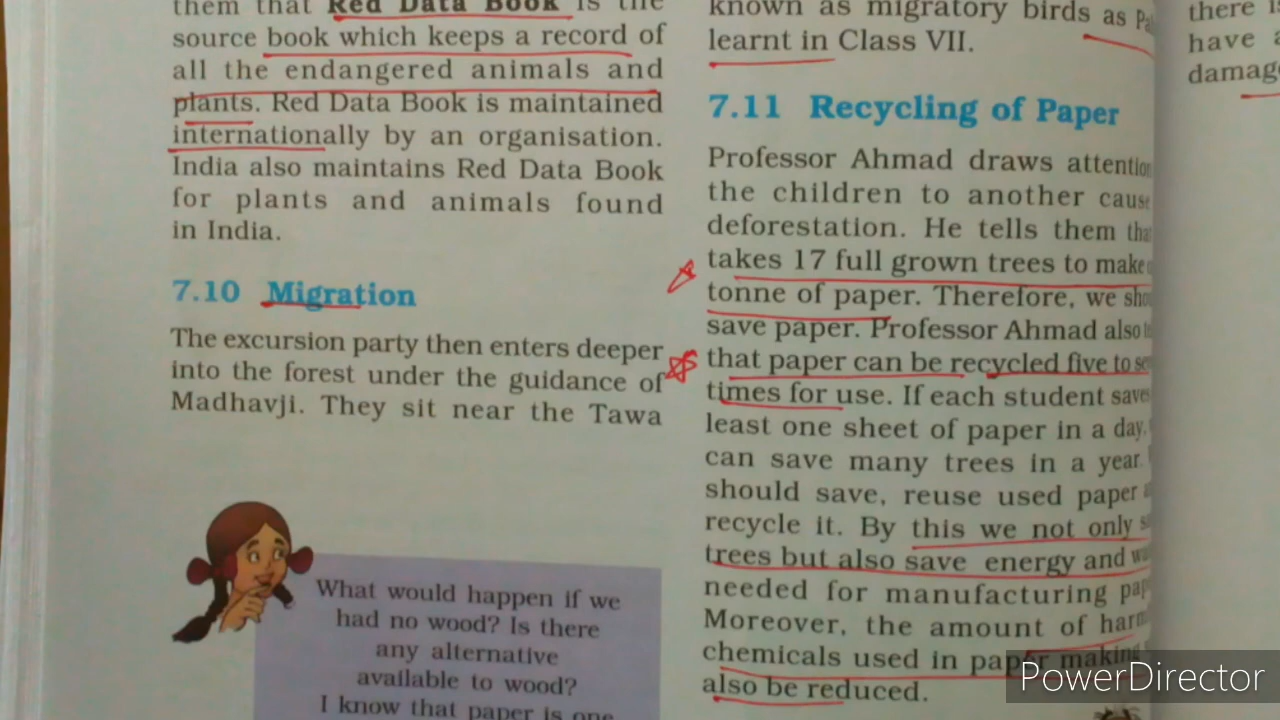 them that Red Data Book is the
source book which keeps a record of
all the endangered animals and
plants. Red Data Book is maintained
internationally by an organisation.
India also maintains Red Data Book
for plants and animals found
in India.
7.10 Migration
The excursion party then enters deeper
into the forest under the guidance of
Madhavji. They sit near the Tawa
What would happen if we
had no wood? Is there
any alternative
available to wood?
I know that paper is one
known as migratory birds as
learnt in Class VII.
7.11 Recycling of Paper
Professor Ahmad draws attention
the children to another cause
deforestation. He tells them
takes 17 full grown trees to make
tonne of paper. Therefore, we
save paper. Professor Ahmad also
that paper can be recycled five to
times for use. If each student
least one sheet of paper in a day,
can save many trees in a year.
should save, reuse used paper
recycle it. By this we not only
trees but also save energy and
needed for manufacturing
Moreover, the amount of
chemicals used in paper making
also be reduced.
there
have
PowerDirector